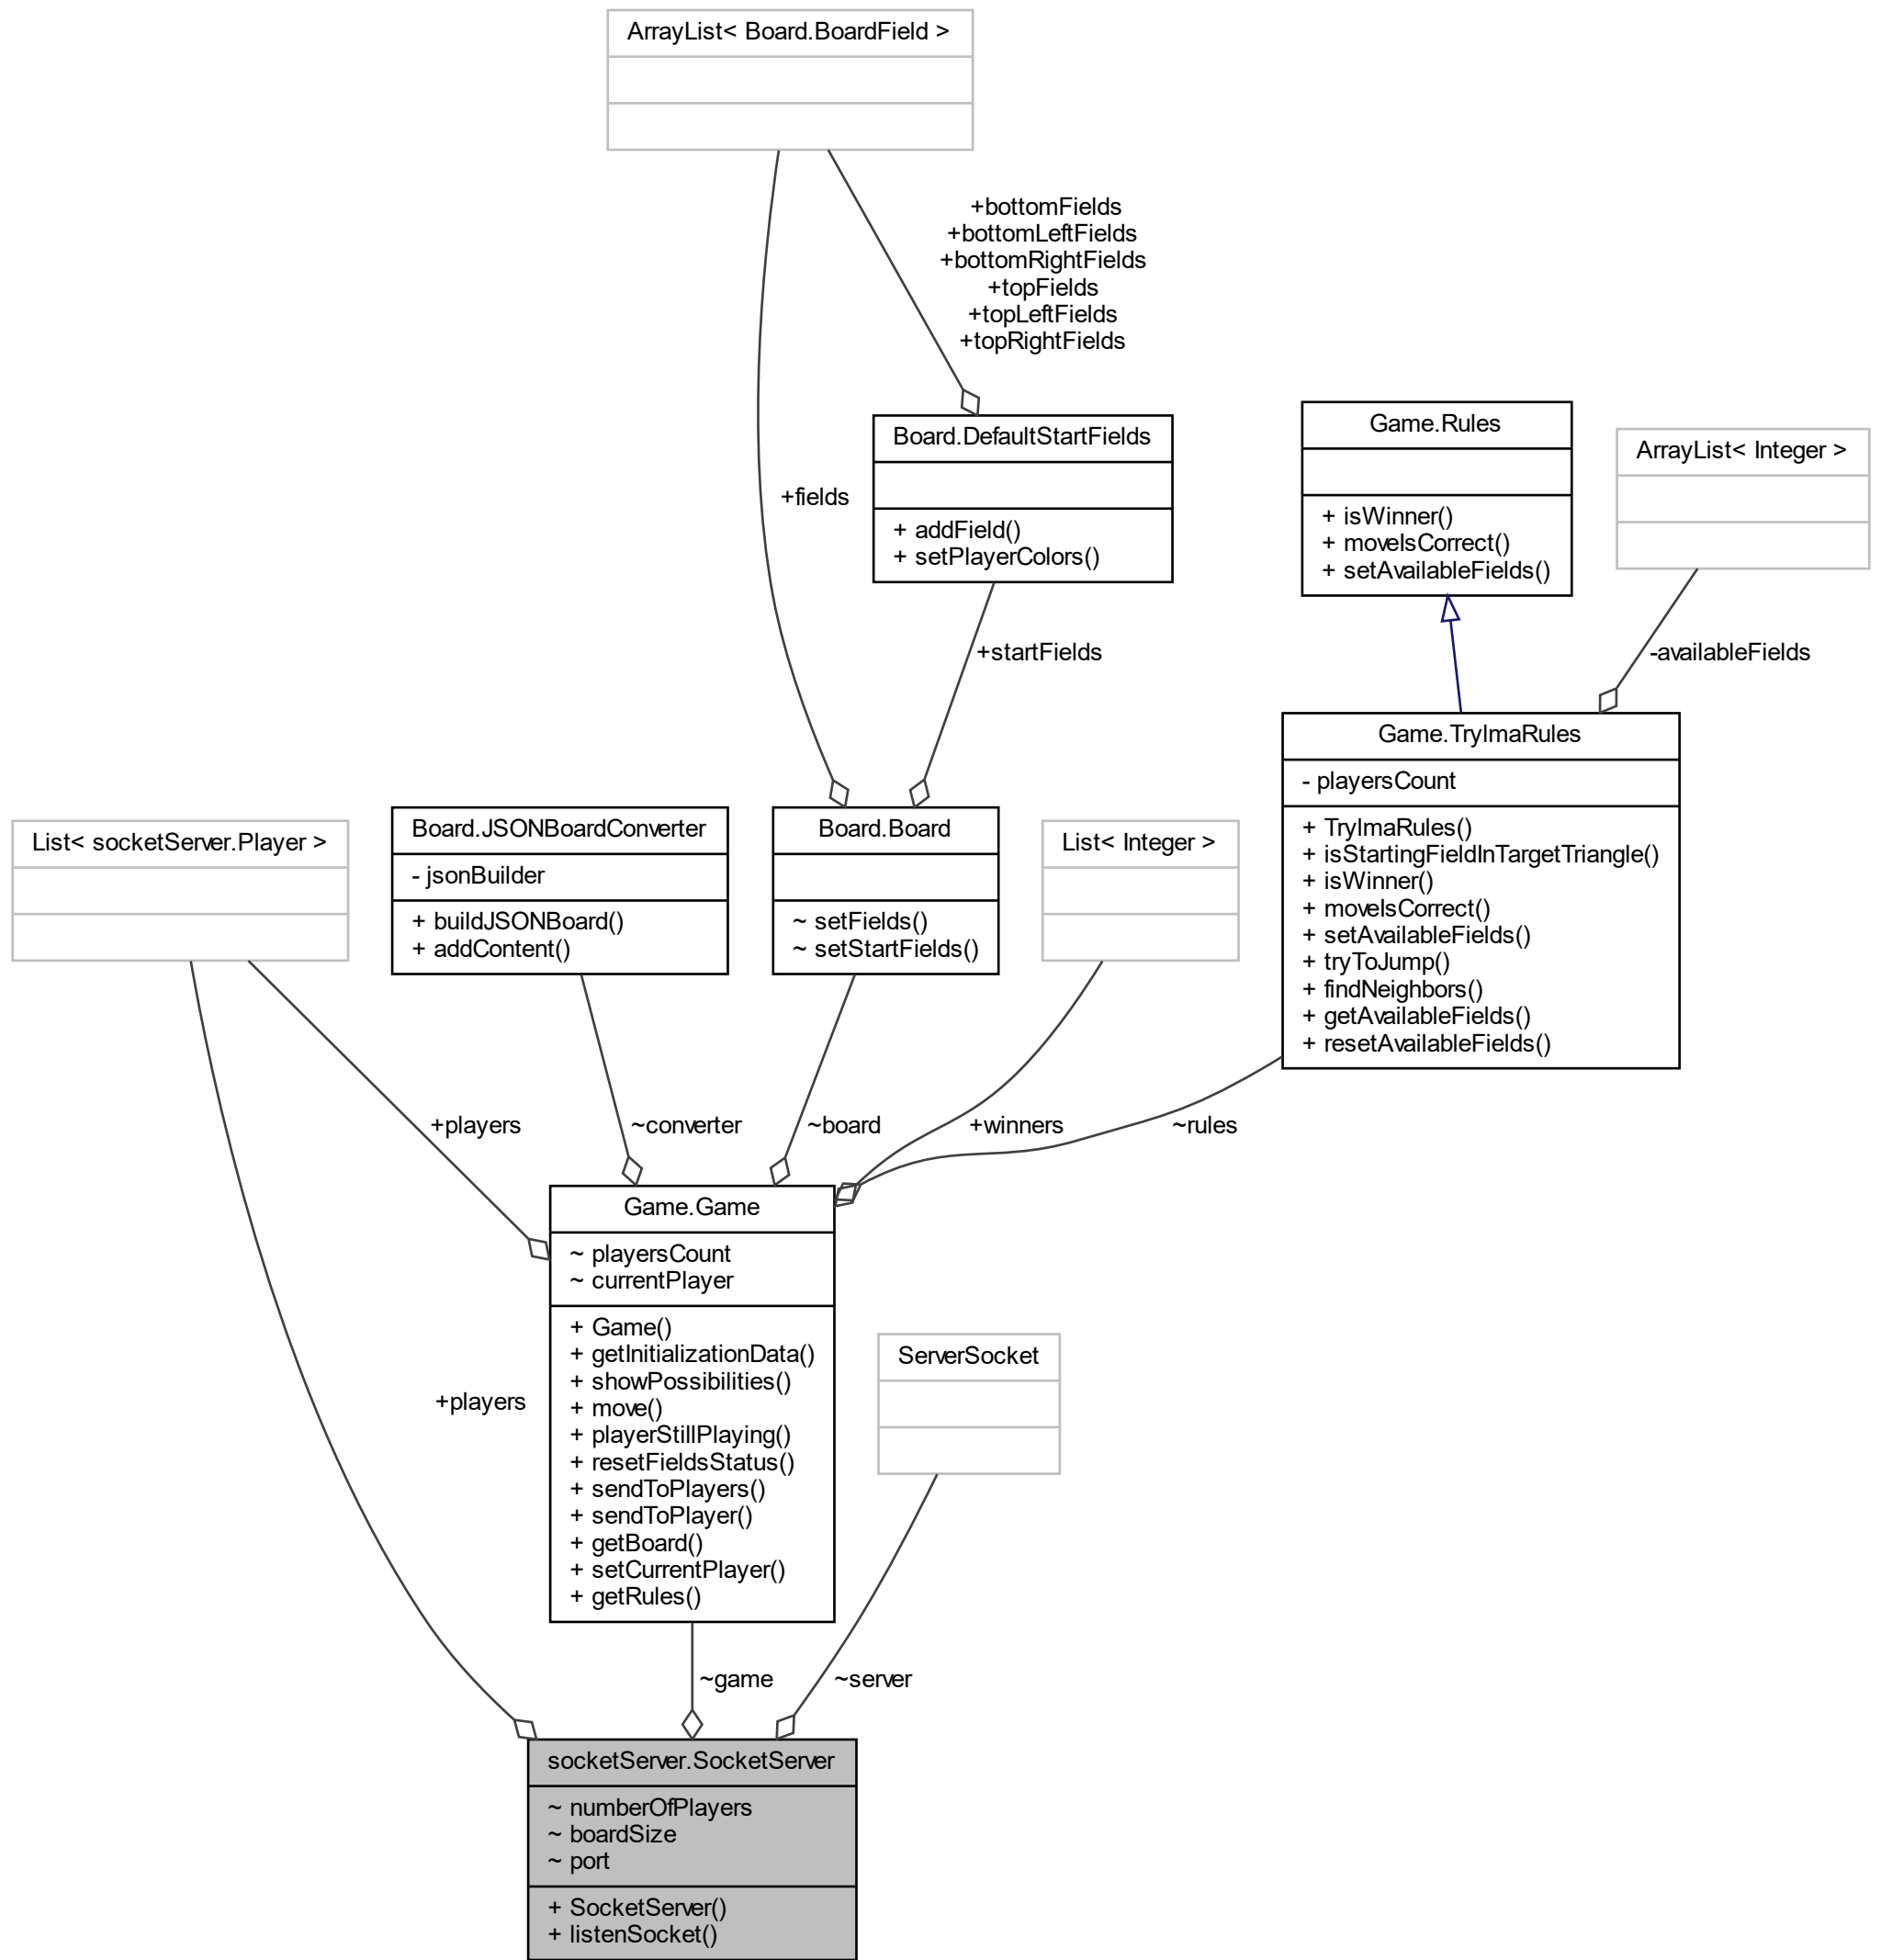 ArrayList< Board.BoardField >
+bottomFields
+bottomLeftFields
+bottomRightFields
+topFields
+topLeftFields
+topRightFields
+fields
Board.DefaultStartFields
+ addField()
+ setPlayerColors()
Game.Rules
+ isWinner()
+ moveIsCorrect()
+ setAvailableFields()
ArrayList< Integer >
+startFields
-availableFields
Game.TryImaRules
- playersCount
+ TryImaRules()
+ isStartingFieldInTargetTriangle()
+ isWinner()
+ moveIsCorrect()
+ setAvailableFields()
+ tryToJump()
+ findNeighbors()
+ getAvailableFields()
+ resetAvailableFields()
List< socketServer.Player >
Board.JSONBoardConverter
- jsonBuilder
+ buildJSONBoard()
+ addContent()
Board.Board
~ setFields()
~ setStartFields()
List< Integer >
+players
~converter
~board
+winners
~rules
Game.Game
~ playersCount
~ currentPlayer
+ Game()
+ getInitializationData()
+ showPossibilities()
+ move()
+ playerStillPlaying()
+ resetFieldsStatus()
+ sendToPlayers()
+ sendToPlayer()
+ getBoard()
+ setCurrentPlayer()
+ getRules()
+players
ServerSocket
~game
~server
socketServer.SocketServer
~ numberOfPlayers
~ boardSize
~ port
+ SocketServer()
+ listenSocket()